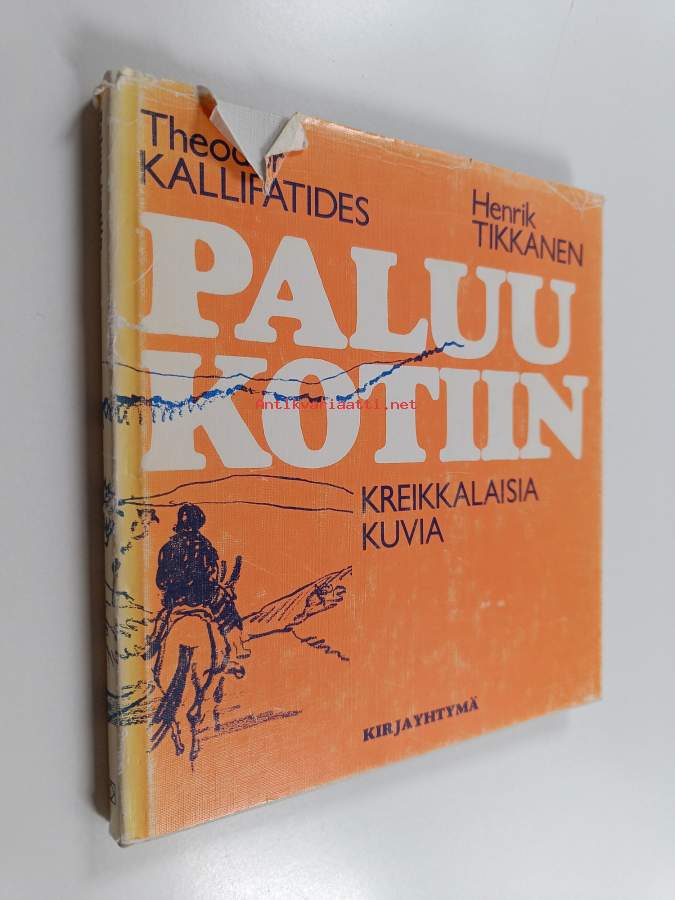 KALLIFATIDES
Henrik
TIKKANEN
PALUU
KOTIIN
Antikvariaatti.net
KREIKKALAISIA
KUVIA
KIRJAYHTYMÄ